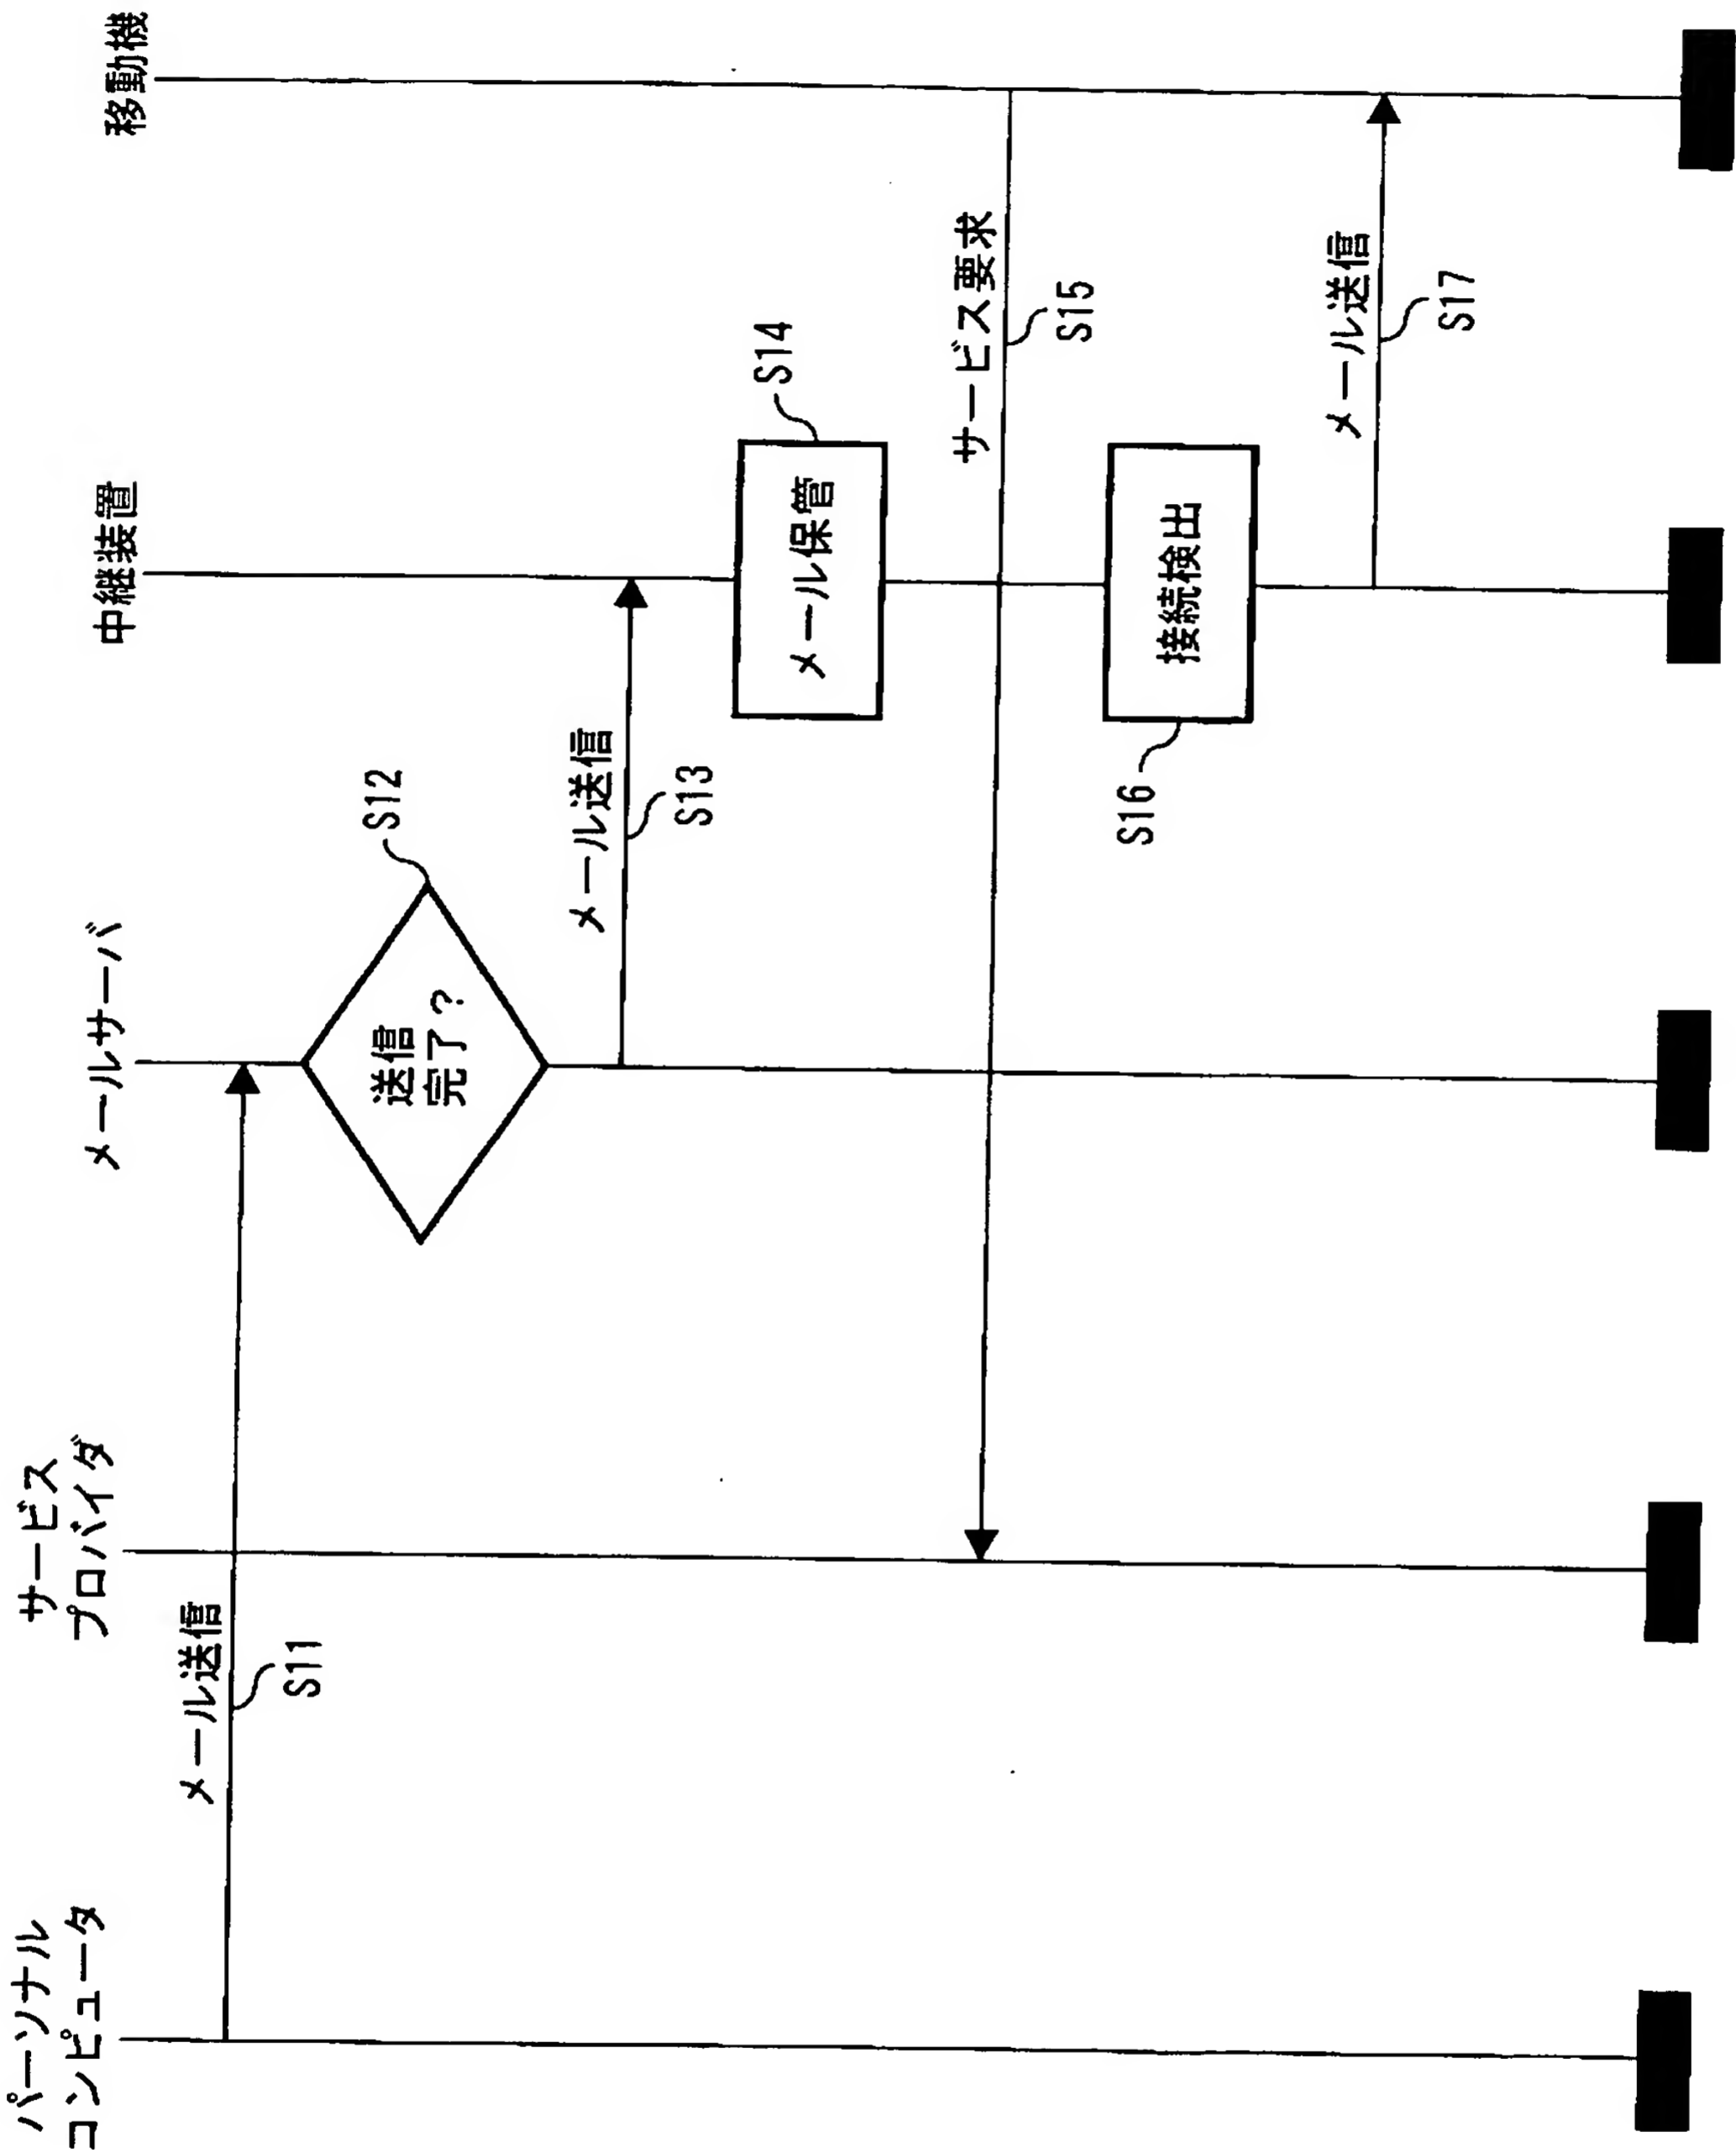 パーソナル
コンピュータ
サービス
プロバイダ
メールサーバ
中継装置
移動機
メール送信
S11
送信
完了?
S12
メール送信
S13
メール保管
S14
サービス要求
S15
接続検出
S16
メール送信
S17